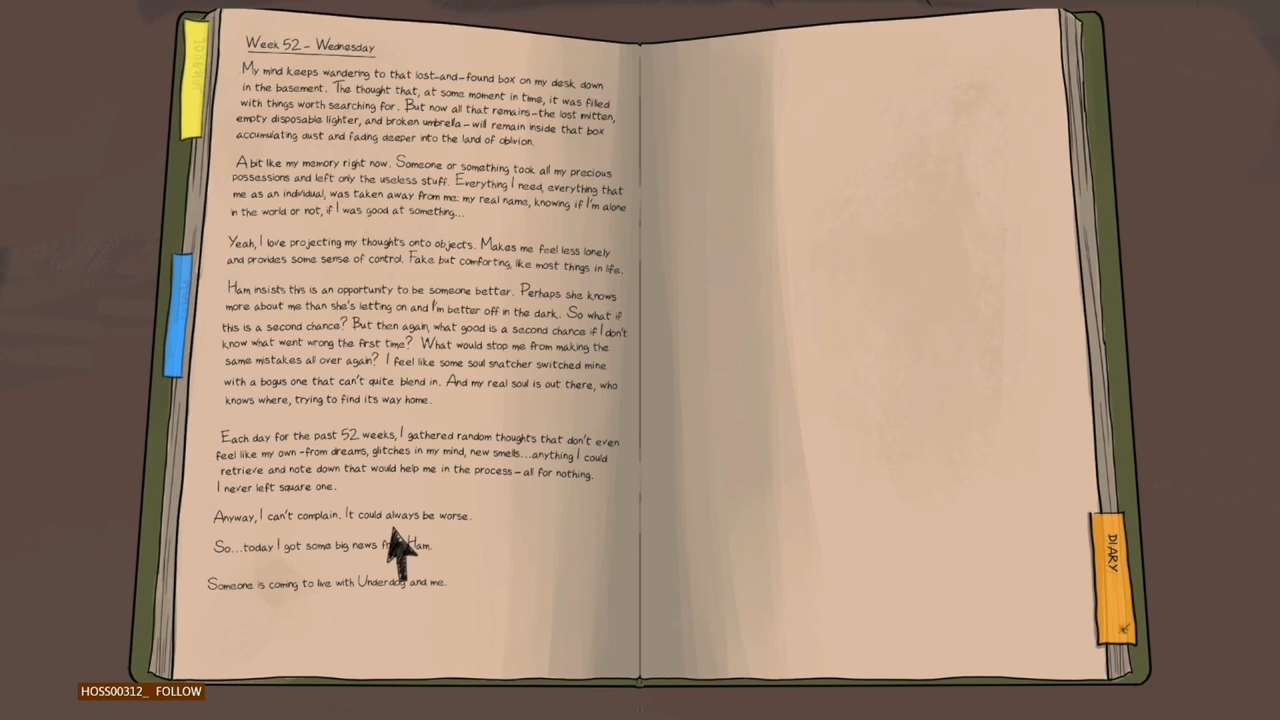 Week 52 - Wednesday
My mind keeps wandering to that lost-and-found box on my desk down
in the basement. The thought that, at some moment in time, it was filled
with things worth searching for. But now all that remains-the lost mitten,
empty disposable lighter, and broken umbrella-will remain inside that box
accumulating dust and fading deeper into the land of oblivion.
A bit like my memory right now. Someone or something took all my precious
possessions and left only the useless stuff. Everything I need, everything that
me as an individual, was taken away from me: my real name, knowing if I'm alone
in the world or not, if I was good at something...
Yeah, I love projecting my thoughts onto objects. Makes me feel less lonely
and provides some sense of control. Fake but comforting, like most things in life.
Ham insists this is an opportunity to be someone better. Perhaps she knows
more about me than she's letting on and I'm better off in the dark. So what if
this is a second chance? But then again, what good is a second chance if I don't
know what went wrong the first time? What would stop me from making the
same mistakes all over again? I feel like some soul snatcher switched mine
with a bogus one that can't quite blend in. And my real soul is out there, who
knows where, trying to find its way home.
Each day for the past 52 weeks, I gathered random thoughts that don't even
feel like my own -from dreams, glitches in my mind, new smells...anything I could
retrieve and note down that would help me in the process - all for nothing.
I never left square one.
Anyway, I can't complain. It could always be worse.
So...today I got some big news Ham.
Someone is coming to live with Underdog and me.
DIARY
HOSS00312_ FOLLOW